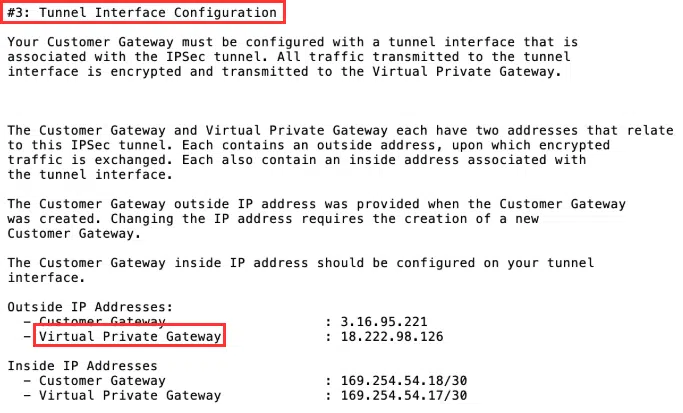 #3: Tunnel Interface Configuration
Your Customer Gateway must be configured with a tunnel interface that is
associated with the IPSec tunnel. All traffic transmitted to the tunnel
interface is encrypted and transmitted to the Virtual Private Gateway.
The Customer Gateway and Virtual Private Gateway each have two addresses that relate
to this IPSec tunnel. Each contains an outside address, upon which encrypted
traffic is exchanged. Each also contain an inside address associated with
the tunnel interface.
The Customer Gateway outside IP address was provided when the Customer Gateway
was created. Changing the IP address requires the creation of a new
Customer Gateway.
The Customer Gateway inside IP address should be configured on your tunnel
interface.
Outside IP Addresses:
- Customer Gateway : 3.16.95.221
- Virtual Private Gateway : 18.222.98.126
Inside IP Addresses
- Customer Gateway : 169.254.54.18/30
- Virtual Private Gateway : 169.254.54.17/30